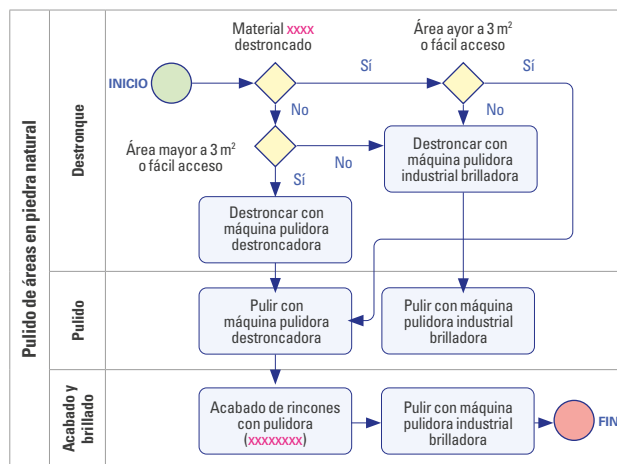 Pulido de áreas en piedra natural
Destronque
INICIO
Material xxxx
destroncado
Sí
Área ayor a 3 m²
o fácil acceso
Sí
No
No
Área mayor a 3 m²
o fácil acceso
No
Sí
Destroncar con
máquina pulidora
industrial brilladora
Destroncar con
máquina pulidora
destroncadora
Pulido
Pulir con
máquina pulidora
destroncadora
Pulir con máquina
pulidora industrial
brilladora
Acabado y
brillado
Acabado de rincones
con pulidora
(xxxxxxxx)
Pulir con máquina
pulidora industrial
brilladora
FIN